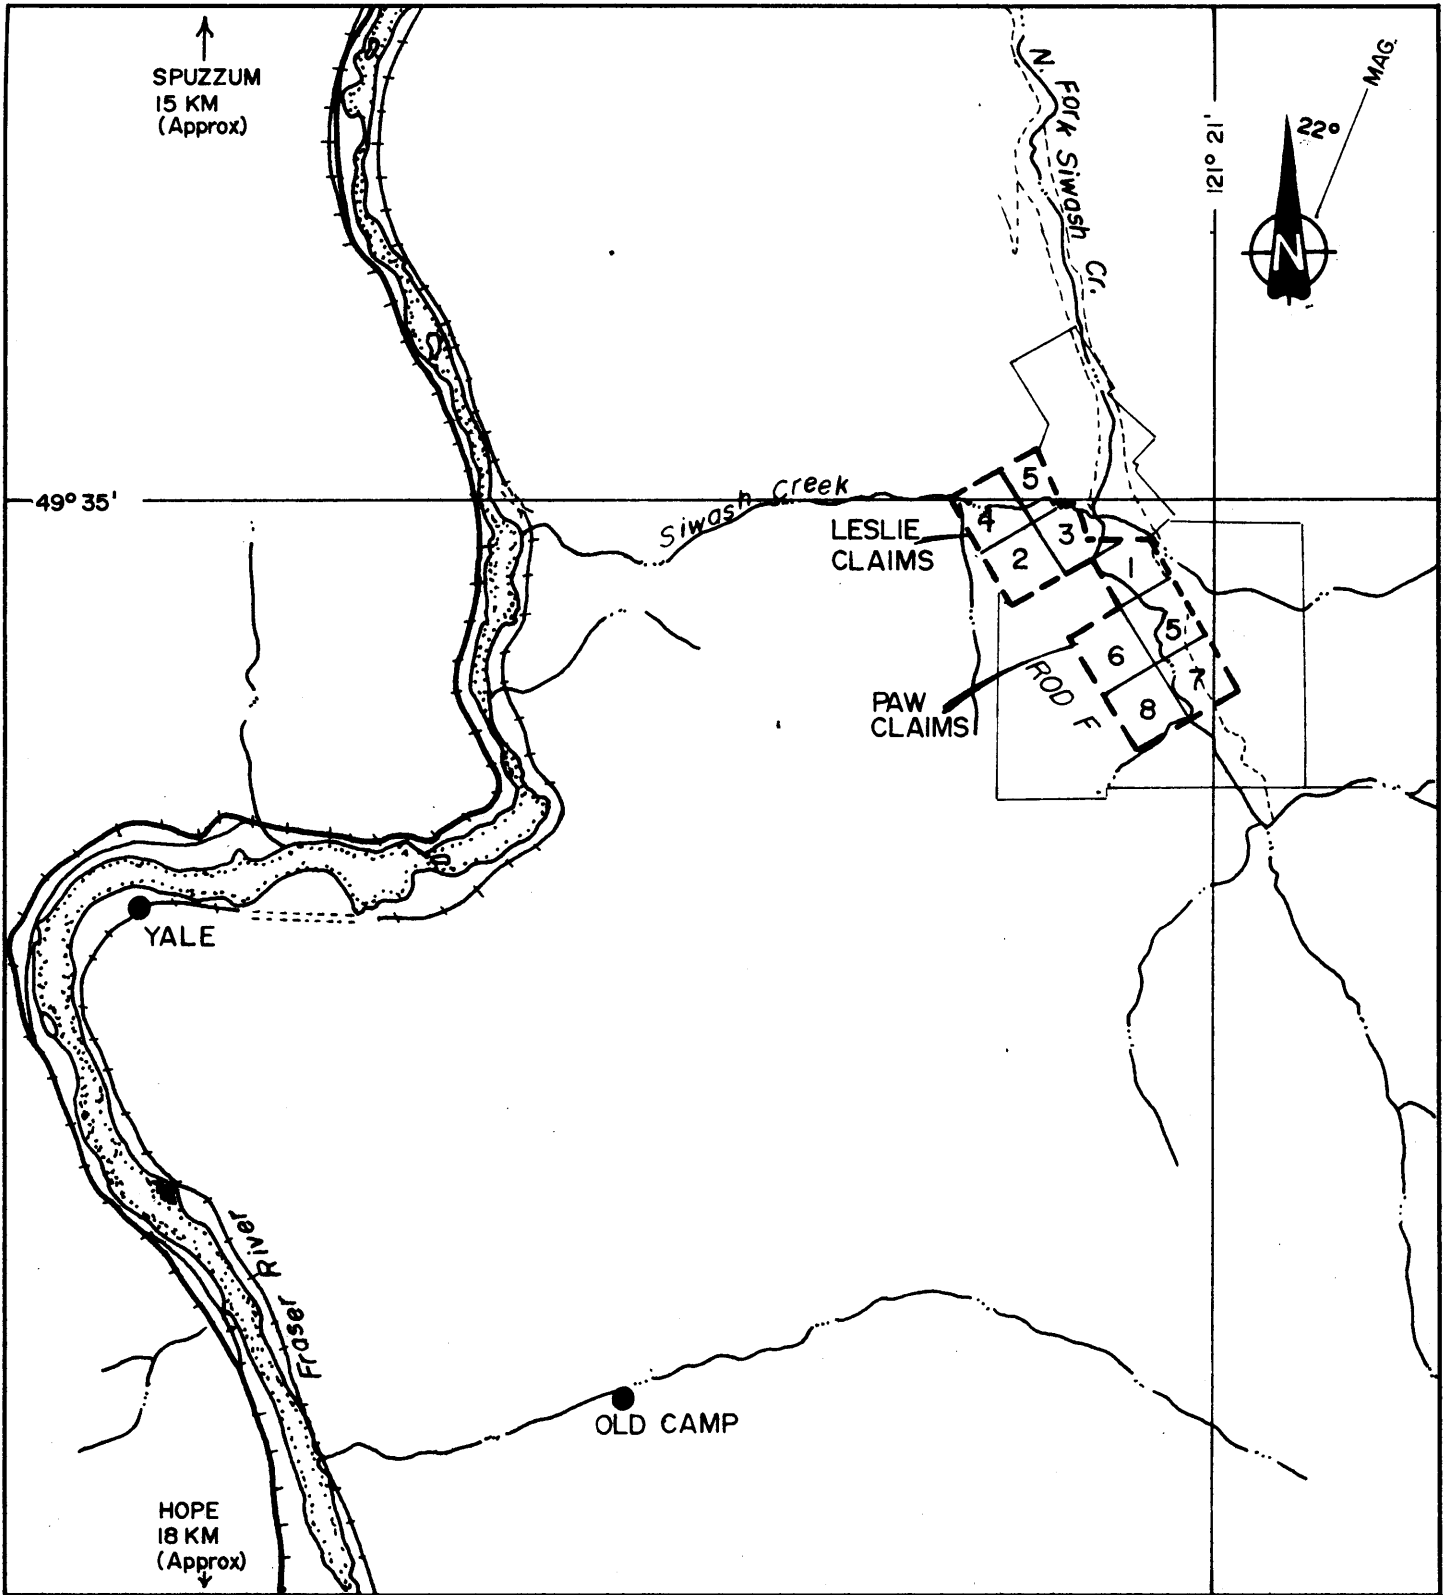 SPUZZUM
15 KM
(Approx)
N. Fork Siwash Cr.
121° 21'
22°
MAG.
N
49° 35'
Siwash Creek
5
4
3
2
1
LESLIE
CLAIMS
5
6
7
8
ROD F
PAW
CLAIMS
YALE
Fraser River
OLD CAMP
HOPE
18 KM
(Approx)